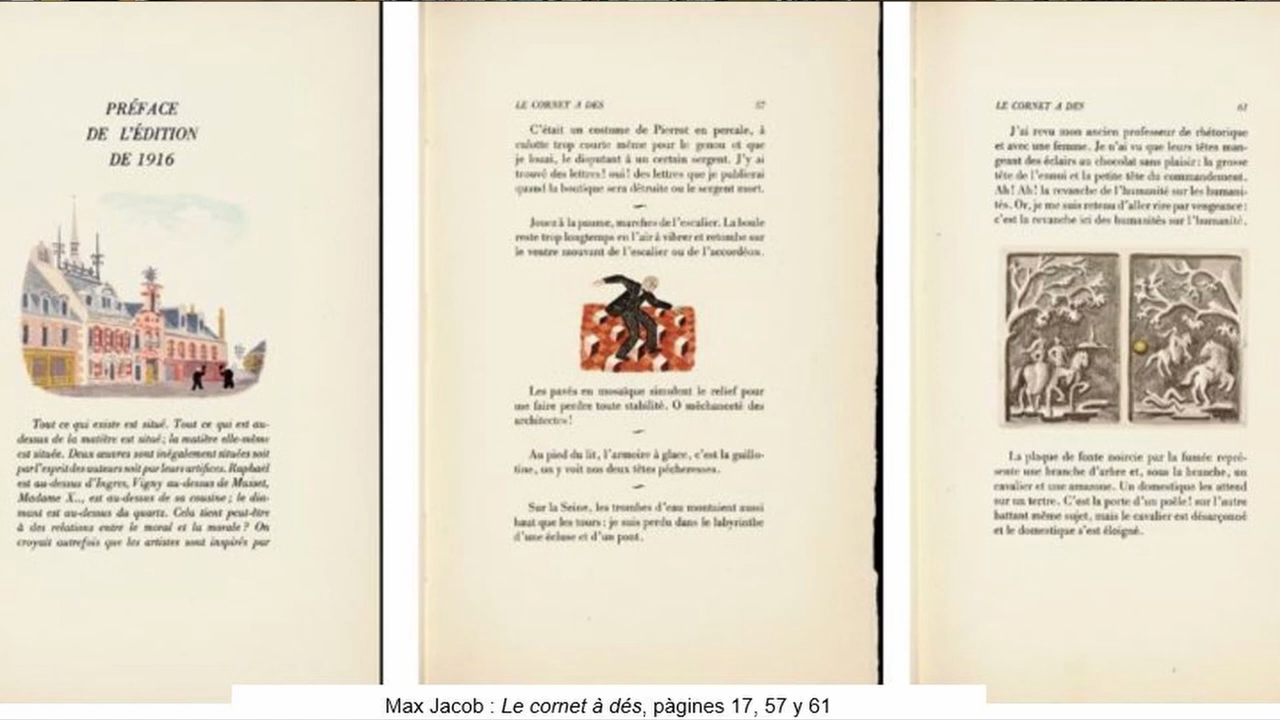 PRÉFACE
DE L'ÉDITION
DE 1916
Tout ce qui existe est situé. Tout ce qui est au-
dessus de la matière est situé; la matière elle-même
est située. Deux œuvres sont inégalement situées soit
par l'esprit des auteurs soit par leurs artifices. Raphaël
est au-dessus d'Ingres, Vigny au-dessus de Musset,
Madame X..., est au-dessus de sa cousine; le dia-
mant est au-dessus du quartz. Cela tient peut-être
à des relations entre le moral et la morale? On
croyait autrefois que les artistes sont inspirés par
LE CORNET A DES 57
C'était un costume de Pierrot en percale, à
culotte trop courte même pour le genou et que
je louai, le disputant à un certain sergent. J'y ai
trouvé des lettres! oui! des lettres que je publierai
quand la boutique sera détruite ou le sergent mort.
Jouez à la paume, marches de l'escalier. La boule
reste trop longtemps en l'air à vibrer et retombe sur
le ventre mouvant de l'escalier ou de l'accordéon.
Les pavés en mosaïque simulent le relief pour
me faire perdre toute stabilité. O méchanceté des
architectes!
Au pied du lit, l'armoire à glace, c'est la guillo-
tine, on y voit nos deux têtes pécheresses.
Sur la Seine, les trombes d'eau montaient aussi
haut que les tours : je suis perdu dans le labyrinthe
d'une écluse et d'un pont.
LE CORNET A DES 61
J'ai revu mon ancien professeur de rhétorique
et avec une femme. Je n'ai vu que leurs têtes man-
geant des éclairs au chocolat sans plaisir : la grosse
tête de l'ennui et la petite tête du commandement.
Ah! Ah! la revanche de l'humanité sur les humani-
tés. Or, je me suis retenu d'aller rire par vengeance :
c'est la revanche ici des humanités sur l'humanité.
La plaque de fonte noircie par la fumée repré-
sente une branche d'arbre et, sous la branche, un
cavalier et une amazone. Un domestique les attend
sur un tertre. C'est la porte d'un poêle! sur l'autre
battant même sujet, mais le cavalier est désarçonné
et le domestique s'est éloigné.
Max Jacob : Le cornet à dés, pàgines 17, 57 y 61